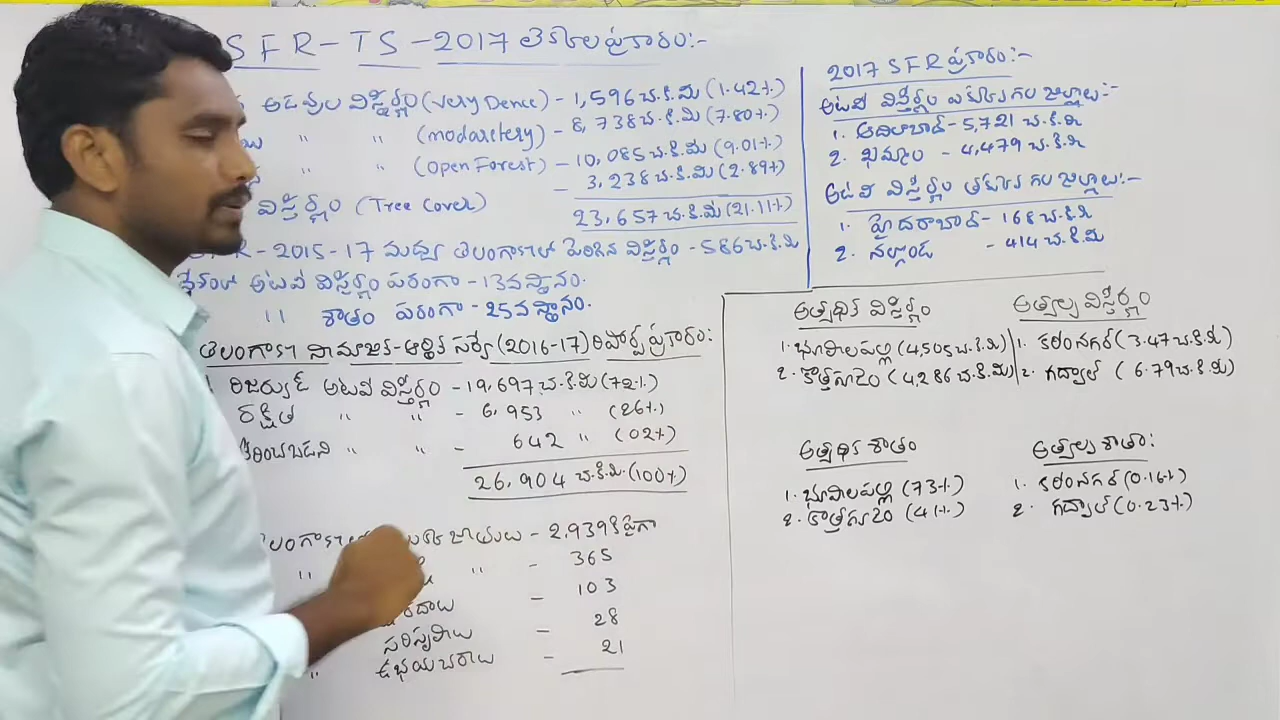 SFR-TS-2017 లెక్కల ప్రకారం:-
అడవుల విస్తీర్ణం (very Dence) - 1,596 చ.కి.మీ (1.42%)
" " (modaretery) - 8,738 చ.కి.మి (7.80%)
" " (Open Forest) - 10,085 చ.కి.మీ (9.01%)
విస్తీర్ణం (Tree Cover) - 3,238 చ.కి.మి (2.89%)
23,657 చ.కి.మీ (21.11%)
R-2015-17 మధ్య తెలంగాణలో పెరిగిన విస్తీర్ణం - 586 చ.కి.మి
దేశంలో అటవీ విస్తీర్ణం పరంగా - 13వ స్థానం.
" శాతం పరంగా - 25వ స్థానం.
తెలంగాణ సామాజిక-ఆర్థిక సర్వే (2016-17) రిపోర్ట్ ప్రకారం:
రిజర్వుడ్ అటవీ విస్తీర్ణం - 19,697 చ.కి.మి (72%)
రక్షిత " " - 6,953 " (26%)
" " - 642 " (02%)
26,904 చ.కి.మి. (100%)
- 2,939కి పైగా
" " - 365
- 103
సరీసృపాలు - 28
" ఉభయచరాలు - 21
2017 SFR ప్రకారం:-
అటవీ విస్తీర్ణం ఎక్కువగా గల జిల్లాలు:-
1. ఆదిలాబాద్ - 5,721 చ.కి.మి
2. ఖమ్మం - 4,479 చ.కి.మి
అటవీ విస్తీర్ణం తక్కువ గల జిల్లాలు:-
1. హైదరాబాద్ - 168 చ.కి.మి
2. నల్గొండ - 414 చ.కి.మీ
అత్యధిక విస్తీర్ణం
1. భూపాలపల్లి (4,505 చ.కి.మి)
2. కొత్తగూడెం (4,286 చ.కి.మి)
అత్యల్ప విస్తీర్ణం
1. కరీంనగర్ (3.47 చ.కి.మీ)
2. గద్వాల్ (6.79 చ.కి.మి)
అత్యధిక శాతం
1. భూపాలపల్లి (73%)
2. కొత్తగూడెం (41%)
అత్యల్ప శాతం:
1. కరీంనగర్ (0.16%)
2. గద్వాల్ (0.23%)